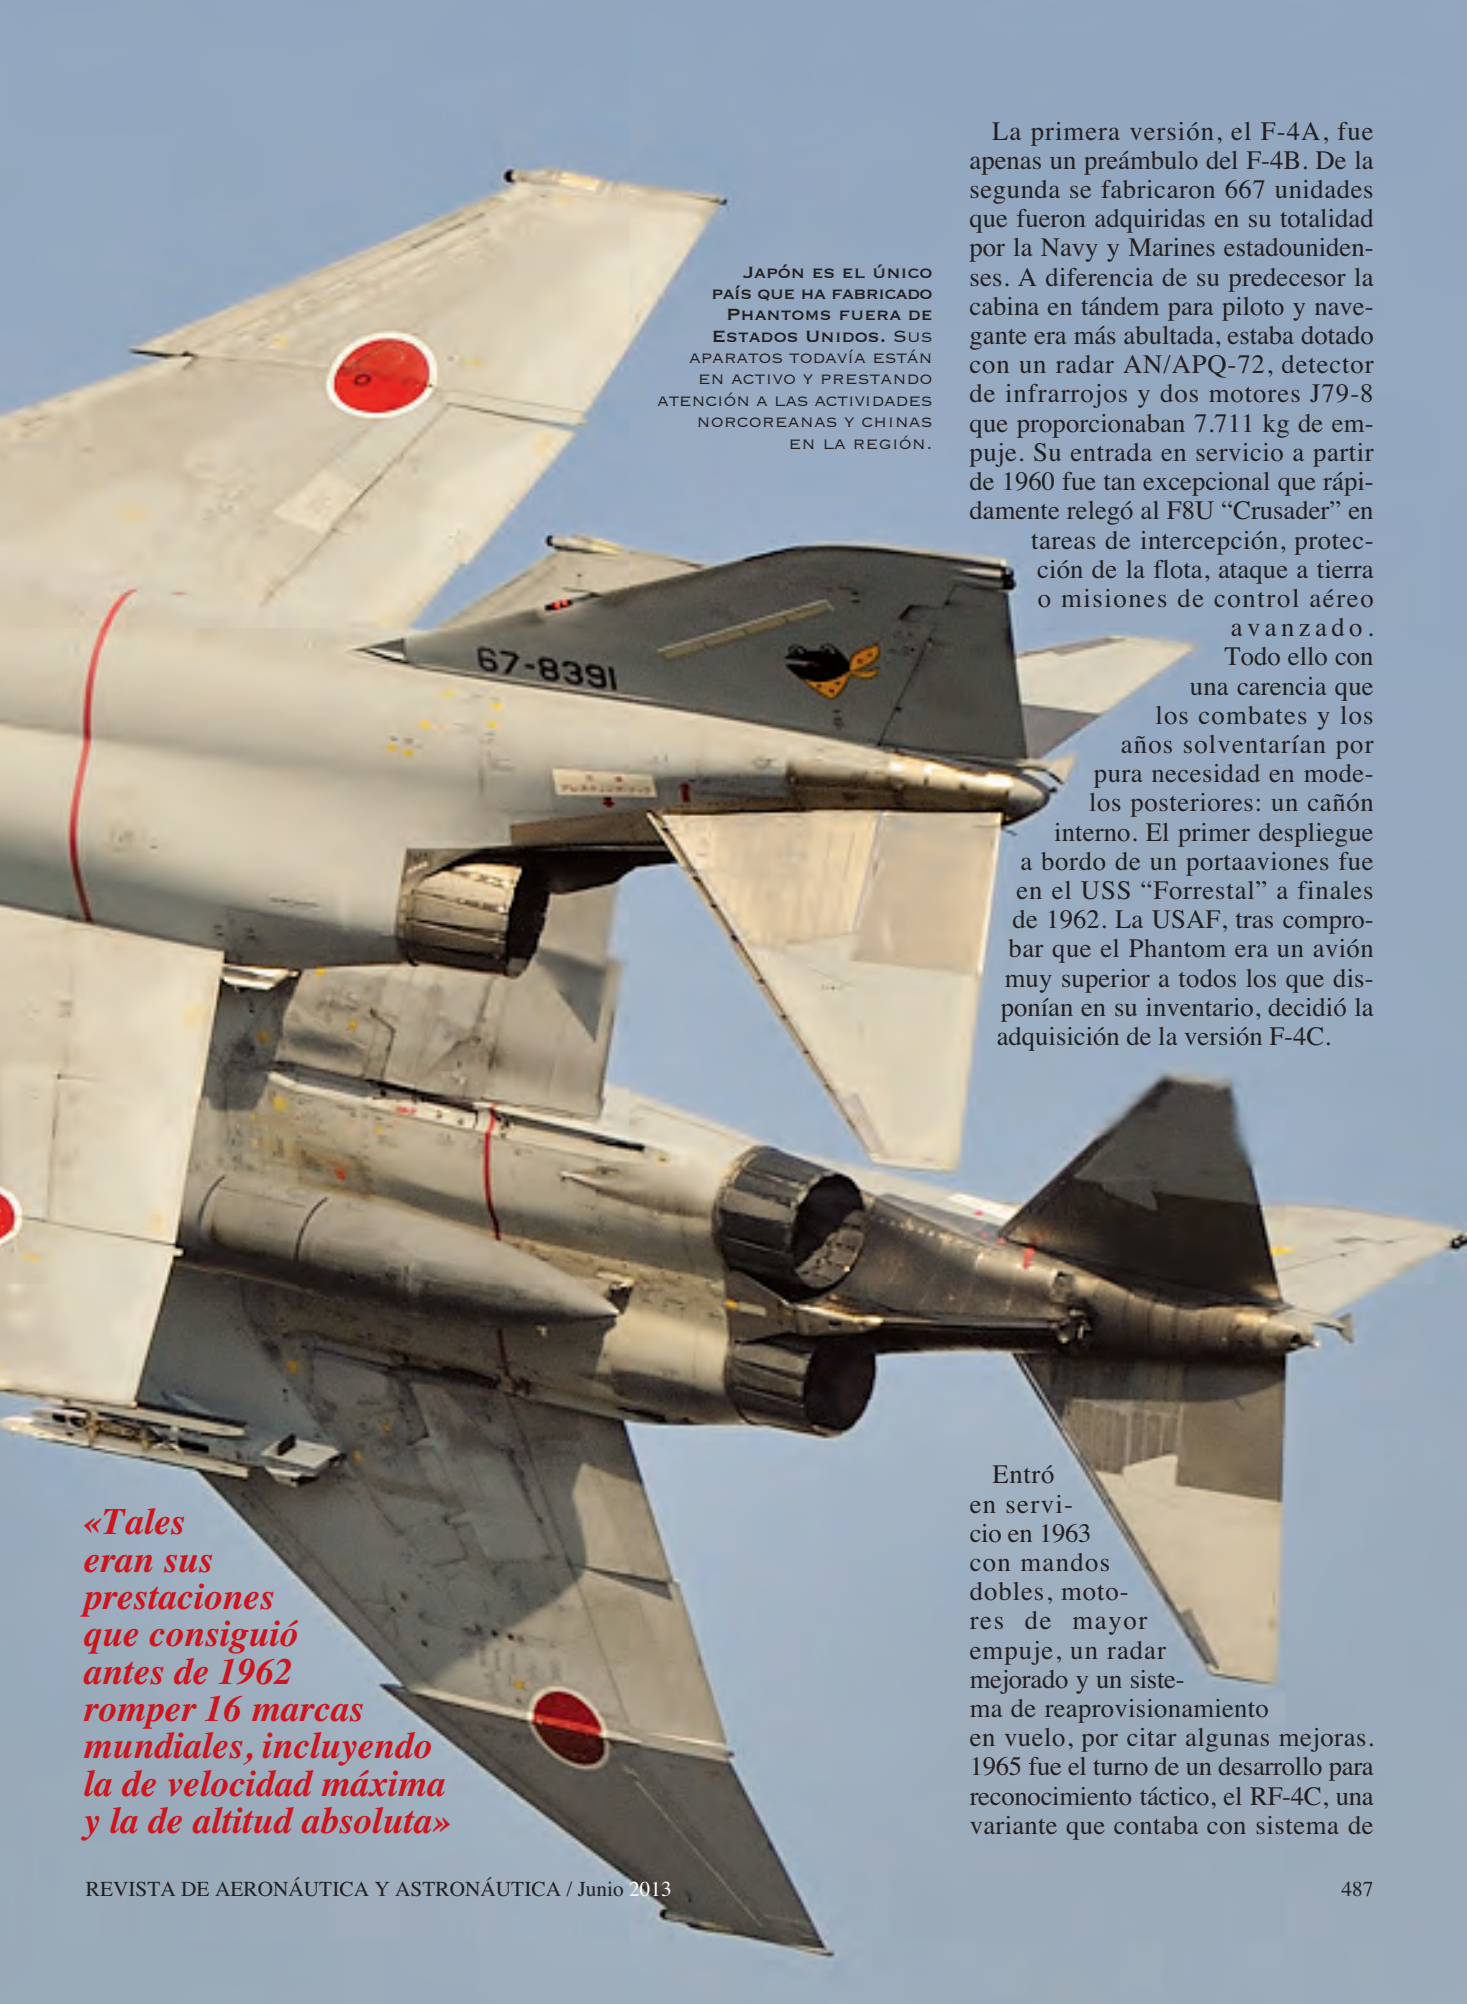 La primera versión, el F-4A, fue
apenas un preámbulo del F-4B. De la
segunda se fabricaron 667 unidades
que fueron adquiridas en su totalidad
por la Navy y Marines estadouniden-
ses. A diferencia de su predecesor la
cabina en tándem para piloto y nave-
gante era más abultada, estaba dotado
con un radar AN/APQ-72, detector
de infrarrojos y dos motores J79-8
que proporcionaban 7.711 kg de em-
puje. Su entrada en servicio a partir
de 1960 fue tan excepcional que rápi-
damente relegó al F8U “Crusader” en
tareas de intercepción, protec-
ción de la flota, ataque a tierra
o misiones de control aéreo
avanzado.
Todo ello con
una carencia que
los combates y los
años solventarían por
pura necesidad en mode-
los posteriores: un cañón
interno. El primer despliegue
a bordo de un portaaviones fue
en el USS “Forrestal” a finales
de 1962. La USAF, tras compro-
bar que el Phantom era un avión
muy superior a todos los que dis-
ponían en su inventario, decidió la
adquisición de la versión F-4C.
Japón es el único
país que ha fabricado
Phantoms fuera de
Estados Unidos. Sus
aparatos todavía están
en activo y prestando
atención a las actividades
norcoreanas y chinas
en la región.
67-8391
Entró
en servi-
cio en 1963
con mandos
dobles, moto-
res de mayor
empuje, un radar
mejorado y un siste-
ma de reaprovisionamiento
en vuelo, por citar algunas mejoras.
1965 fue el turno de un desarrollo para
reconocimiento táctico, el RF-4C, una
variante que contaba con sistema de
«Tales
eran sus
prestaciones
que consiguió
antes de 1962
romper 16 marcas
mundiales, incluyendo
la de velocidad máxima
y la de altitud absoluta»
REVISTA DE AERONÁUTICA Y ASTRONÁUTICA / Junio 2013
487